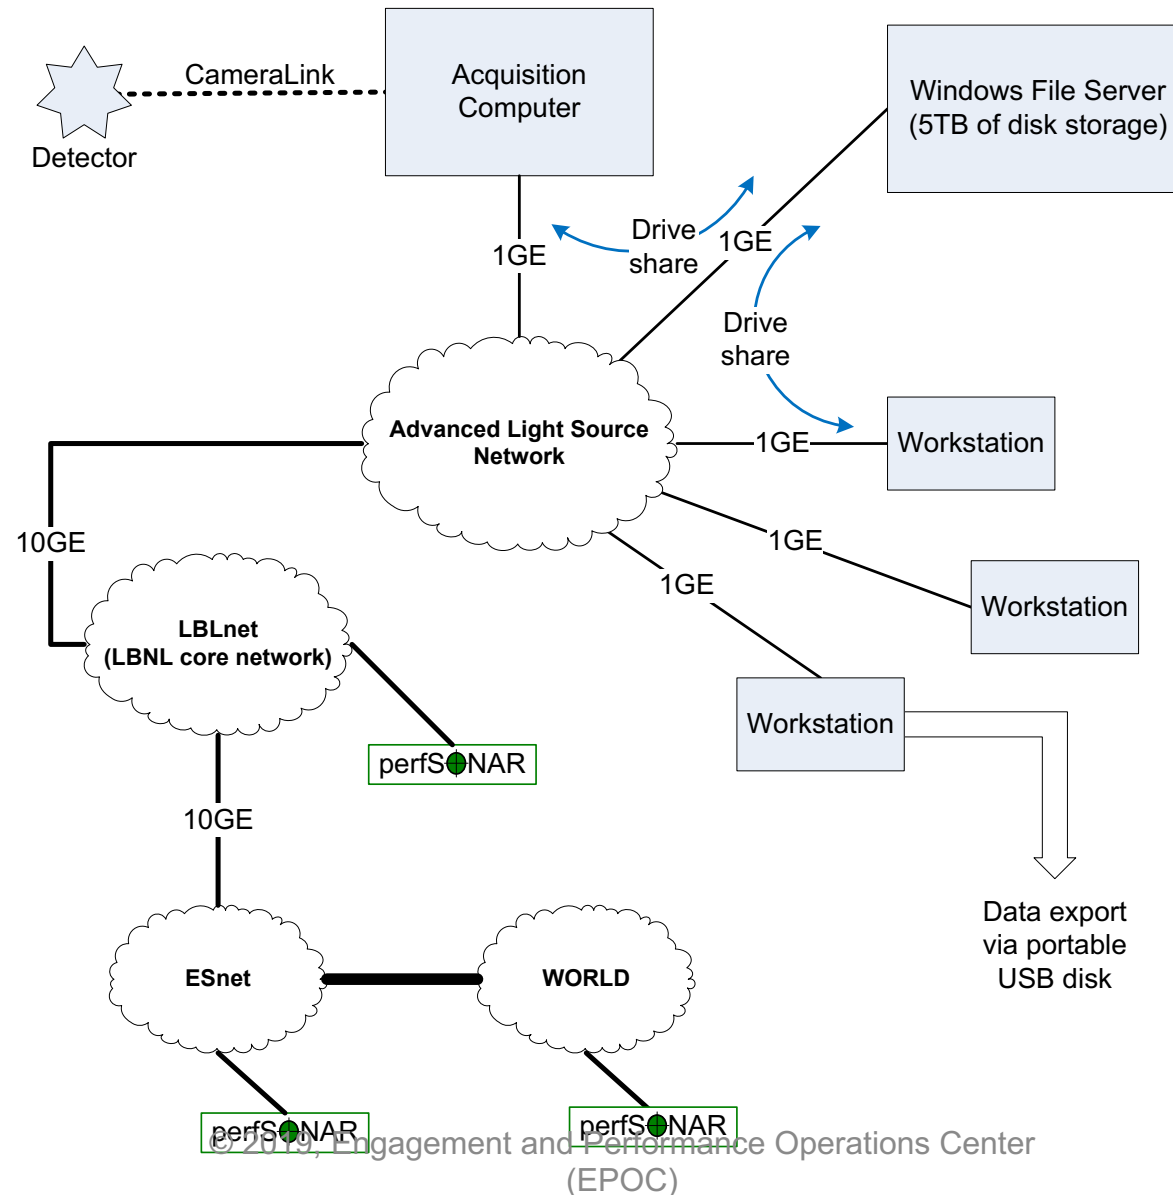 CameraLink
Detector
Acquisition
Computer
Windows File Server
(5TB of disk storage)
1GE
Drive
share
1GE
Drive
share
Advanced Light Source
Network
1GE
Workstation
1GE
Workstation
1GE
Workstation
10GE
LBLnet
(LBNL core network)
perfSONAR
10GE
ESnet
WORLD
Data export
via portable
USB disk
perfSONAR
perfSONAR
© 2019, Engagement and Performance Operations Center
(EPOC)